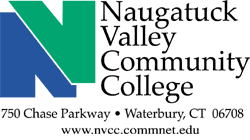 Naugatuck
Valley
Community
College
750 Chase Parkway • Waterbury, CT 06708
www.nvcc.commnet.edu